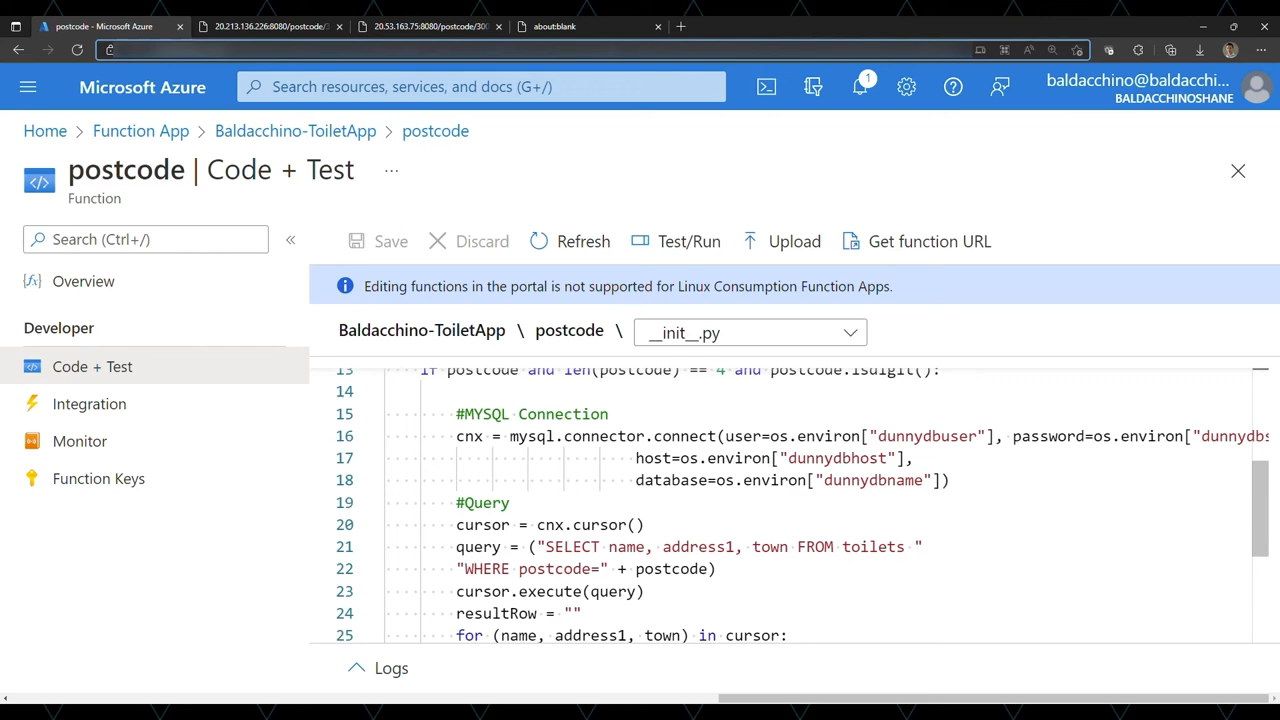 postcode - Microsoft Azure
20.213.136.226:8080/postcode/3
20.53.163.75:8080/postcode/300
about:blank
Microsoft Azure
Search resources, services, and docs (G+/)
1
baldacchino@baldacchi...
BALDACCHINOSHANE
Home > Function App > Baldacchino-ToiletApp > postcode
postcode | Code + Test ...
Function
Search (Ctrl+/)
«
Save
Discard
Refresh
Test/Run
Upload
Get function URL
Overview
Editing functions in the portal is not supported for Linux Consumption Function Apps.
Developer
Baldacchino-ToiletApp \ postcode \ __init__.py
Code + Test
Integration
Monitor
Function Keys
13 if postcode and len(postcode) == 4 and postcode.isdigit():
14
15 #MYSQL Connection
16 cnx = mysql.connector.connect(user=os.environ["dunnydbuser"], password=os.environ["dunnydbs
17 host=os.environ["dunnydbhost"],
18 database=os.environ["dunnydbname"])
19 #Query
20 cursor = cnx.cursor()
21 query = ("SELECT name, address1, town FROM toilets "
22 "WHERE postcode=" + postcode)
23 cursor.execute(query)
24 resultRow = ""
25 for (name, address1, town) in cursor:
Logs